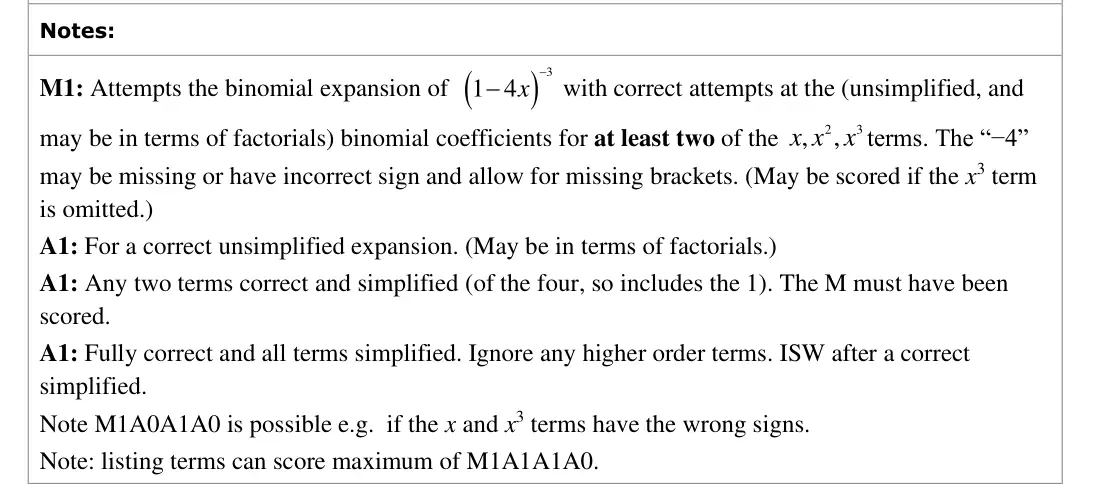 Notes:
M1: Attempts the binomial expansion of (1−4x)⁻³ with correct attempts at the (unsimplified, and
may be in terms of factorials) binomial coefficients for at least two of the x, x², x³ terms. The “−4”
may be missing or have incorrect sign and allow for missing brackets. (May be scored if the x³ term
is omitted.)
A1: For a correct unsimplified expansion. (May be in terms of factorials.)
A1: Any two terms correct and simplified (of the four, so includes the 1). The M must have been
scored.
A1: Fully correct and all terms simplified. Ignore any higher order terms. ISW after a correct
simplified.
Note M1A0A1A0 is possible e.g. if the x and x³ terms have the wrong signs.
Note: listing terms can score maximum of M1A1A1A0.